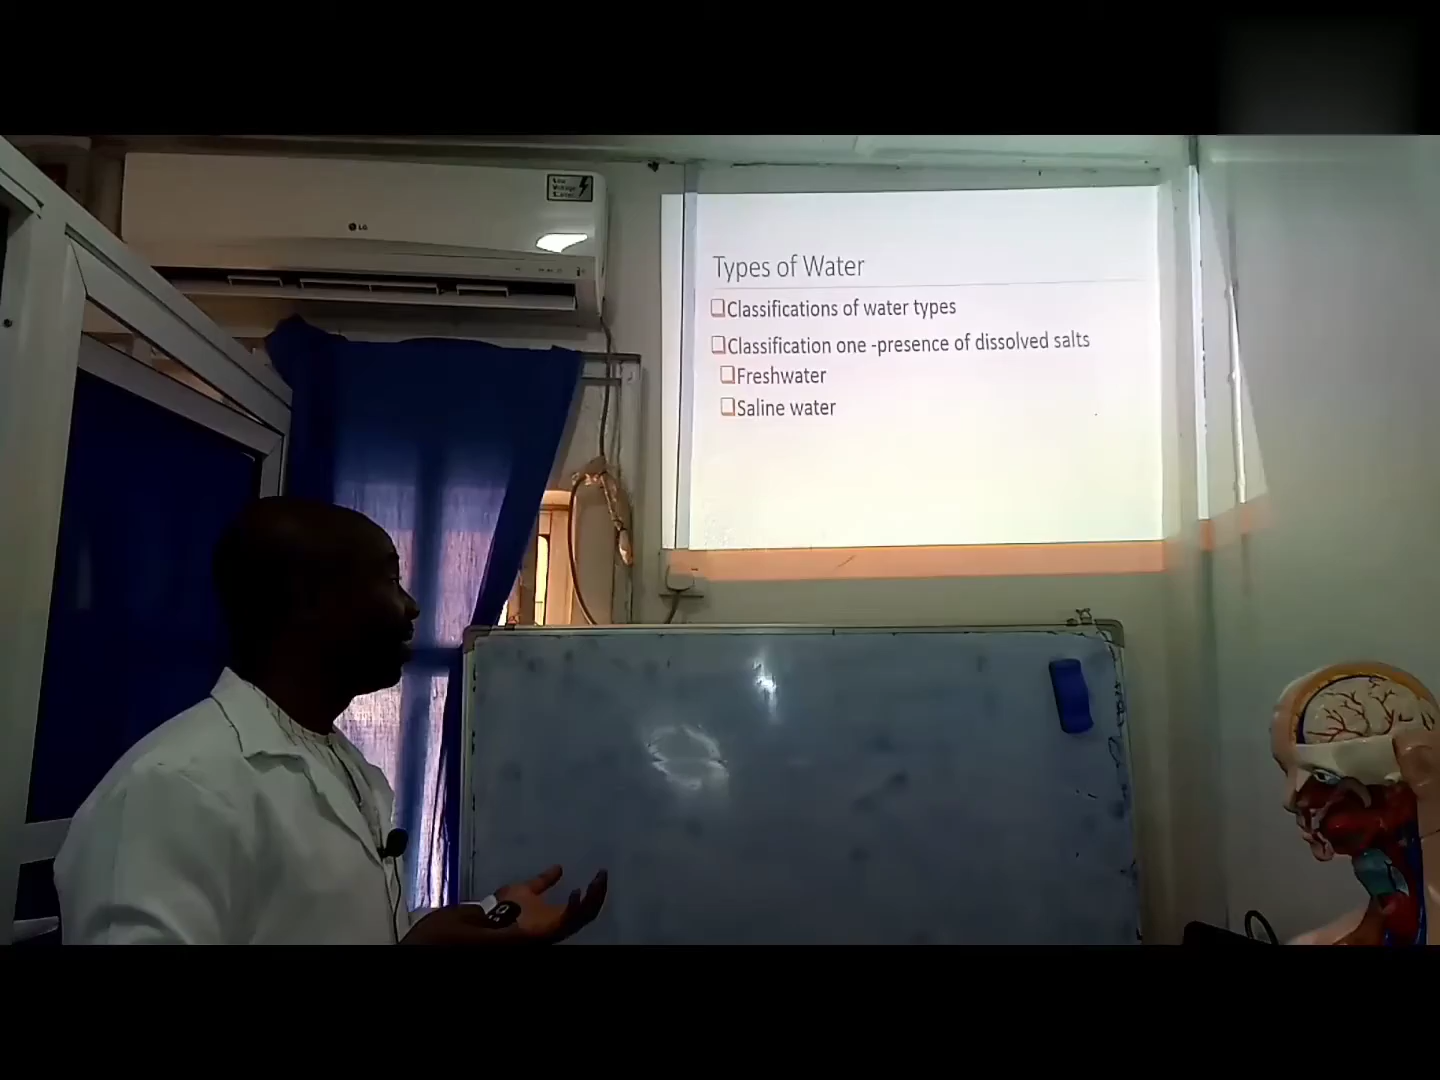 LG
Types of Water
Classifications of water types
Classification one -presence of dissolved salts
Freshwater
Saline water